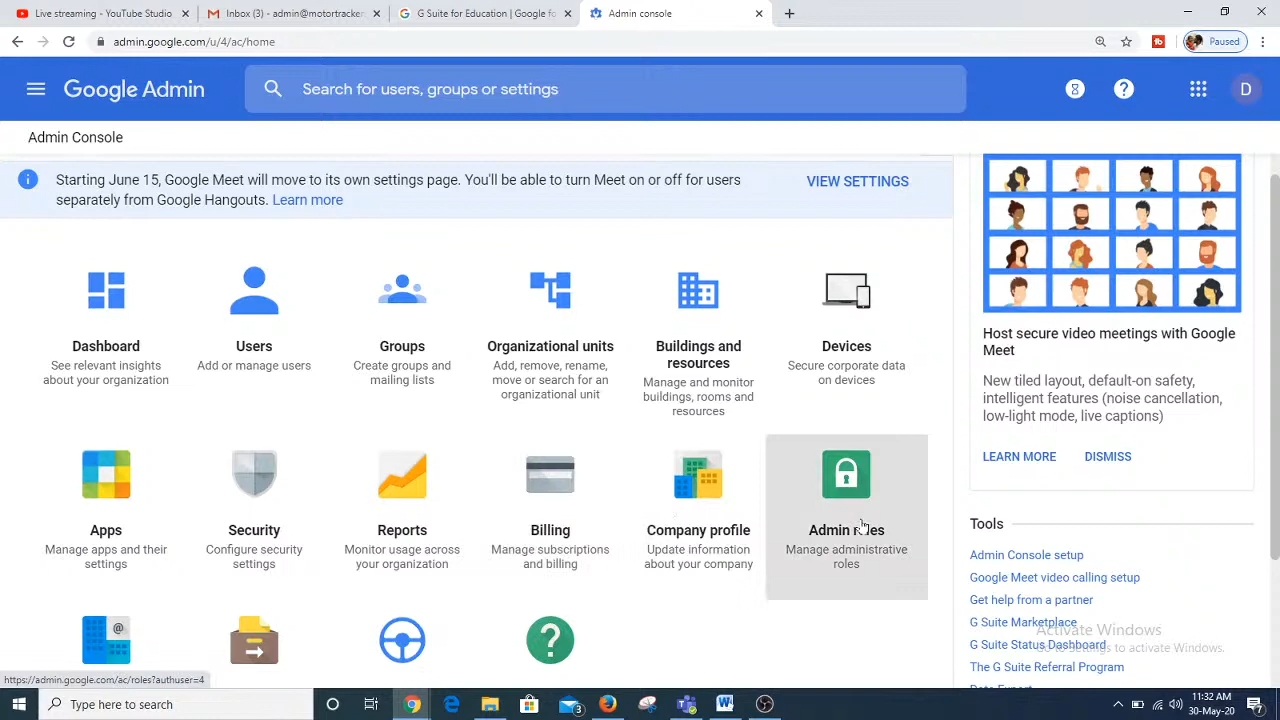 Live streaming - YouTube Studio
Inbox (3) - admin@motortracker
G Suite for Education | Google fo
Admin console
admin.google.com/u/4/ac/home
Paused
Google Admin
Search for users, groups or settings
D
Admin Console
Starting June 15, Google Meet will move to its own settings page. You'll be able to turn Meet on or off for users
separately from Google Hangouts. Learn more
VIEW SETTINGS
Dashboard
See relevant insights
about your organization
Users
Add or manage users
Groups
Create groups and
mailing lists
Organizational units
Add, remove, rename,
move or search for an
organizational unit
Buildings and
resources
Manage and monitor
buildings, rooms and
resources
Devices
Secure corporate data
on devices
Apps
Manage apps and their
settings
Security
Configure security
settings
Reports
Monitor usage across
your organization
Billing
Manage subscriptions
and billing
Company profile
Update information
about your company
Admin roles
Manage administrative
roles
Host secure video meetings with Google
Meet
New tiled layout, default-on safety,
intelligent features (noise cancellation,
low-light mode, live captions)
LEARN MORE
DISMISS
Tools
Admin Console setup
Google Meet video calling setup
Get help from a partner
G Suite Marketplace
G Suite Status Dashboard
The G Suite Referral Program
Data Export
Activate Windows
Go to Settings to activate Windows.
https://admin.google.com/ac/roles?authuser=4
Type here to search
3
11:32 AM
30-May-20